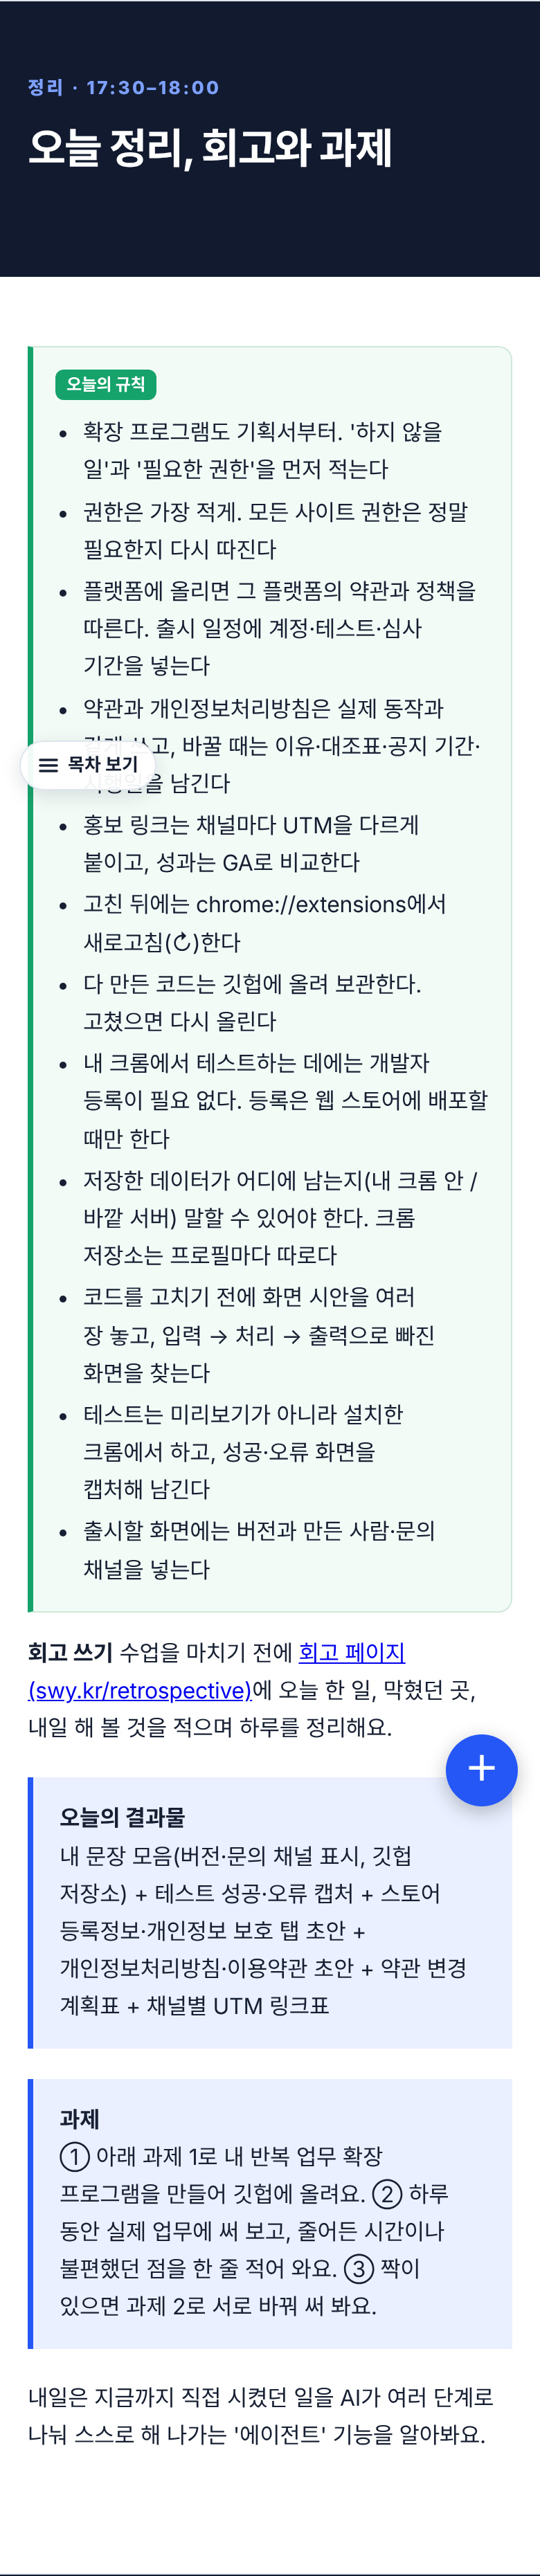 정리 · 17:30–18:00
오늘 정리, 회고와 과제
오늘의 규칙
• 확장 프로그램도 기획서부터. '하지 않을
일'과 '필요한 권한'을 먼저 적는다
• 권한은 가장 적게. 모든 사이트 권한은 정말
필요한지 다시 따진다
• 플랫폼에 올리면 그 플랫폼의 약관과 정책을
따른다. 출시 일정에 계정·테스트·심사
기간을 넣는다
• 약관과 개인정보처리방침은 실제 동작과
바꿀 때는 이유·대조표·공지 기간·
남긴다
목차 보기
• 홍보 링크는 채널마다 UTM을 다르게
붙이고, 성과는 GA로 비교한다
• 고친 뒤에는 chrome://extensions에서
새로고침(↻)한다
• 다 만든 코드는 깃헙에 올려 보관한다.
고쳤으면 다시 올린다
• 내 크롬에서 테스트하는 데에는 개발자
등록이 필요 없다. 등록은 웹 스토어에 배포할
때만 한다
• 저장한 데이터가 어디에 남는지(내 크롬 안 /
바깥 서버) 말할 수 있어야 한다. 크롬
저장소는 프로필마다 따로다
• 코드를 고치기 전에 화면 시안을 여러
장 놓고, 입력 → 처리 → 출력으로 빠진
화면을 찾는다
• 테스트는 미리보기가 아니라 설치한
크롬에서 하고, 성공·오류 화면을
캡처해 남긴다
• 출시할 화면에는 버전과 만든 사람·문의
채널을 넣는다
회고 쓰기 수업을 마치기 전에 회고 페이지
(swy.kr/retrospective)에 오늘 한 일, 막혔던 곳,
내일 해 볼 것을 적으며 하루를 정리해요.
+
오늘의 결과물
내 문장 모음(버전·문의 채널 표시, 깃헙
저장소) + 테스트 성공·오류 캡처 + 스토어
등록정보·개인정보 보호 탭 초안 +
개인정보처리방침·이용약관 초안 + 약관 변경
계획표 + 채널별 UTM 링크표
과제
① 아래 과제 1로 내 반복 업무 확장
프로그램을 만들어 깃헙에 올려요. ② 하루
동안 실제 업무에 써 보고, 줄어든 시간이나
불편했던 점을 한 줄 적어 와요. ③ 짝이
있으면 과제 2로 서로 바꿔 써 봐요.
내일은 지금까지 직접 시켰던 일을 AI가 여러 단계로
나눠 스스로 해 나가는 '에이전트' 기능을 알아봐요.